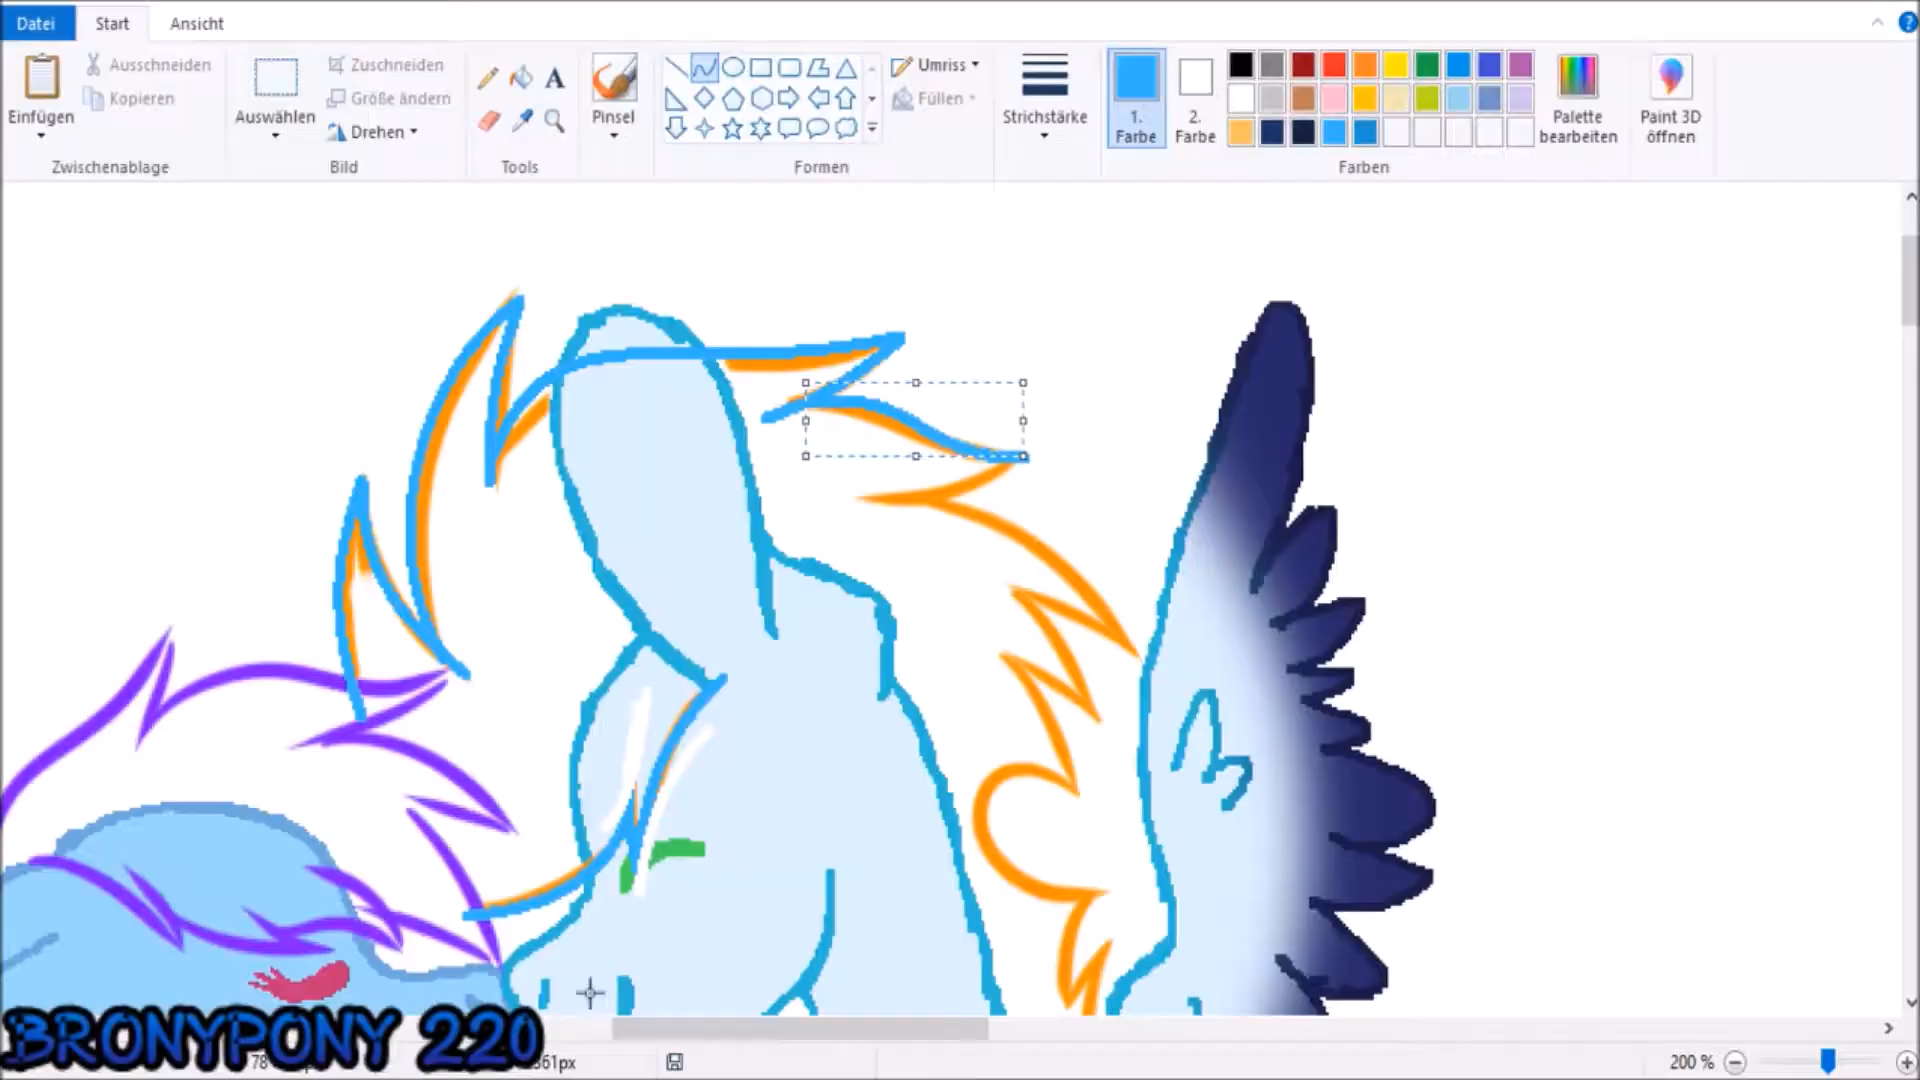 Datei Start Ansicht
Einfügen
Ausschneiden
Kopieren
Zwischenablage
Auswählen
Zuschneiden
Größe ändern
Drehen
Bild
A
Tools
Pinsel
Formen
Umriss
Füllen
Strichstärke
1.
Farbe
2.
Farbe
Farben
Palette
bearbeiten
Paint 3D
öffnen
BRONYPONY 220
200 %